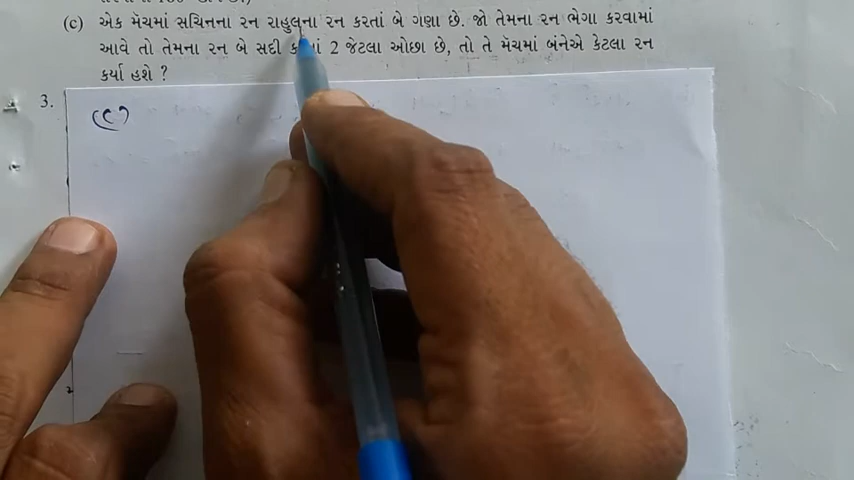 (c) એક મૅચમાં સચિનના રન રાહુલના રન કરતાં બે ગણા છે. જો તેમના રન ભેગા કરવામાં
આવે તો તેમના રન બે સદી કરતાં 2 જેટલા ઓછા છે, તો તે મૅચમાં બંનેએ કેટલા રન
કર્યા હશે ?
3.
(c)